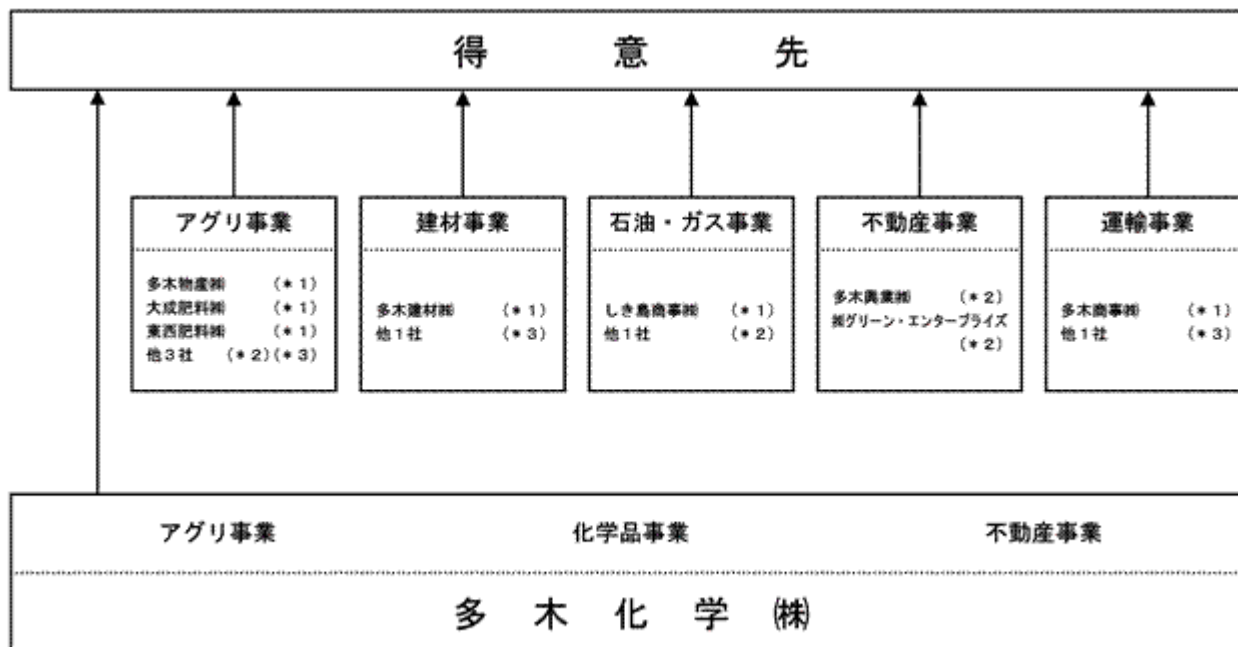 得意先
アグリ事業
多木物産㈱ (*1)
大成肥料㈱ (*1)
東西肥料㈱ (*1)
他3社 (*2)(*3)
建材事業
多木建材㈱ (*1)
他1社 (*3)
石油・ガス事業
しき島商事㈱ (*1)
他1社 (*2)
不動産事業
多木興業㈱ (*2)
㈱グリーン・エンタープライズ
(*2)
運輸事業
多木商事㈱ (*1)
他1社 (*3)
アグリ事業 化学品事業 不動産事業
多木化学㈱